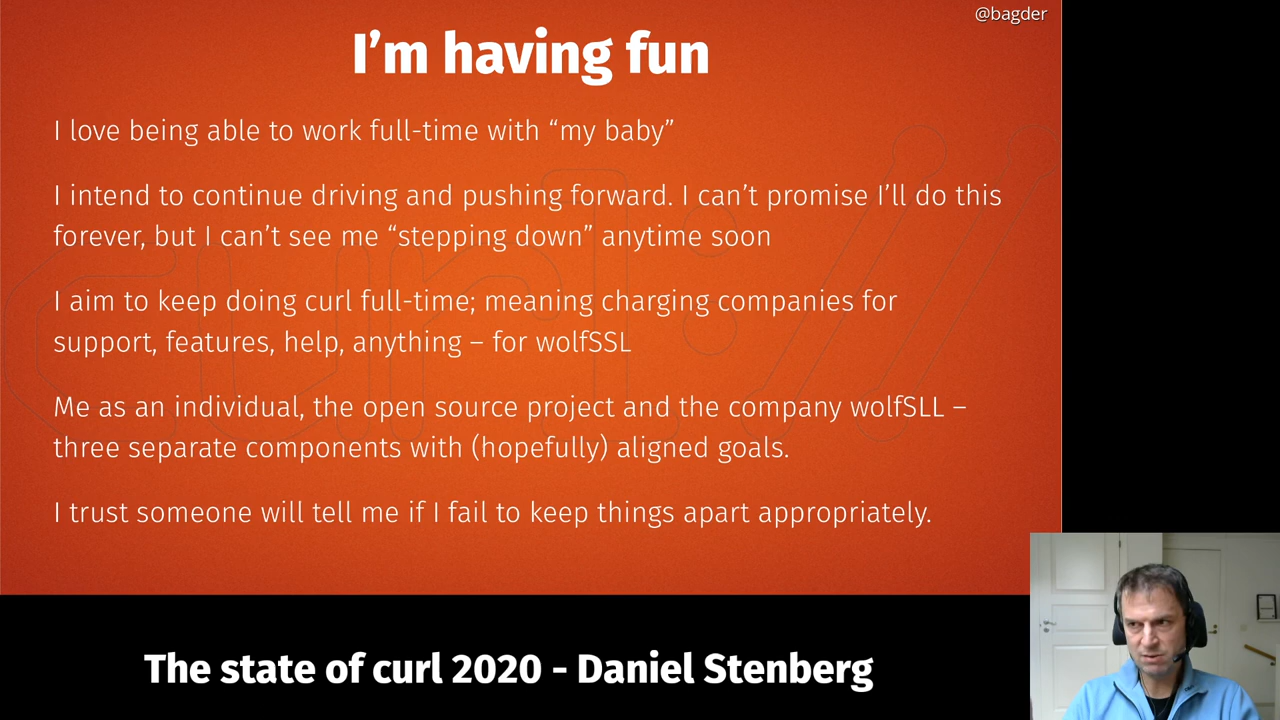 @bagder
I’m having fun
I love being able to work full-time with “my baby”
I intend to continue driving and pushing forward. I can’t promise I’ll do this
forever, but I can’t see me “stepping down” anytime soon
I aim to keep doing curl full-time; meaning charging companies for
support, features, help, anything – for wolfSSL
Me as an individual, the open source project and the company wolfSLL –
three separate components with (hopefully) aligned goals.
I trust someone will tell me if I fail to keep things apart appropriately.
curl://
The state of curl 2020 - Daniel Stenberg